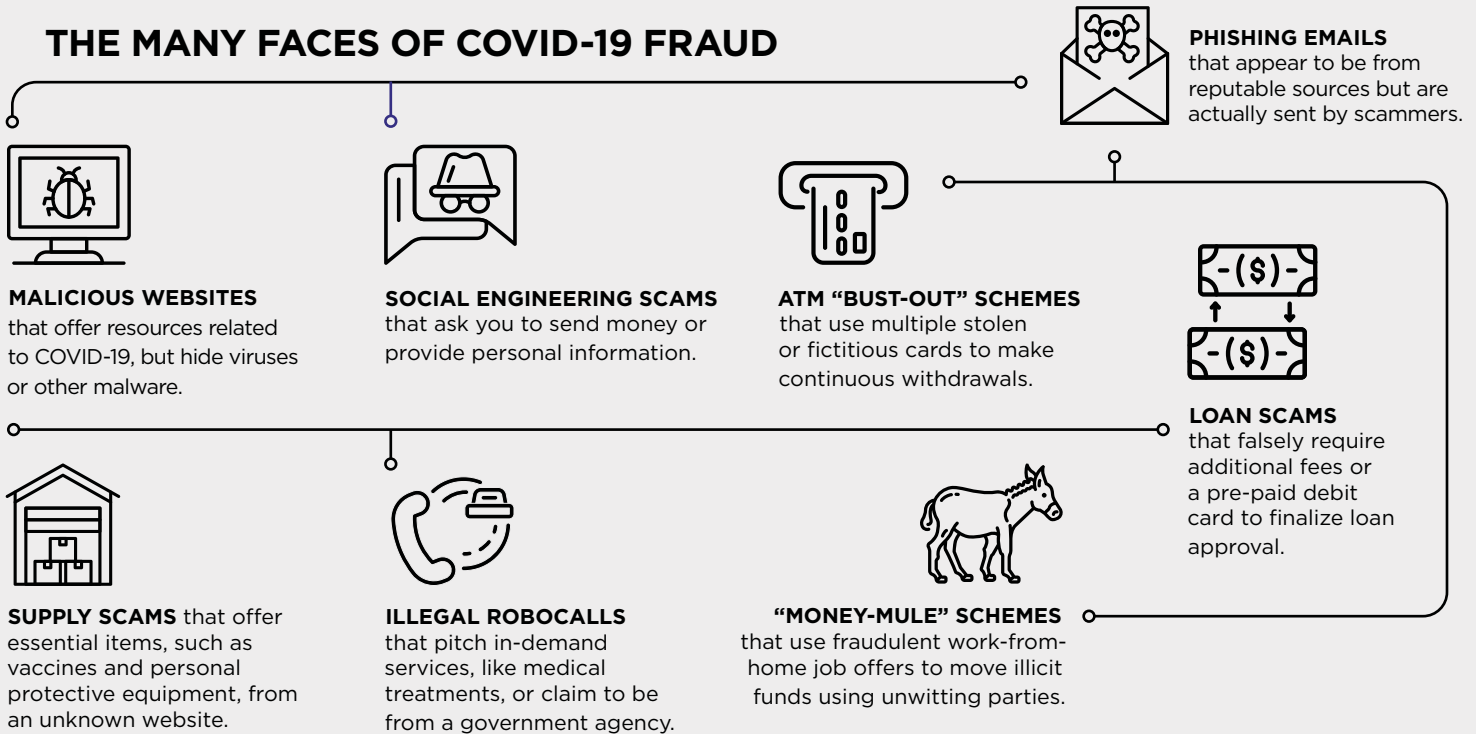 THE MANY FACES OF COVID-19 FRAUD
PHISHING EMAILS
that appear to be from
reputable sources but are
actually sent by scammers.
MALICIOUS WEBSITES
that offer resources related
to COVID-19, but hide viruses
or other malware.
SOCIAL ENGINEERING SCAMS
that ask you to send money or
provide personal information.
ATM “BUST-OUT” SCHEMES
that use multiple stolen
or fictitious cards to make
continuous withdrawals.
-($)-
-($)-
LOAN SCAMS
that falsely require
additional fees or
a pre-paid debit
card to finalize loan
approval.
SUPPLY SCAMS that offer
essential items, such as
vaccines and personal
protective equipment, from
an unknown website.
ILLEGAL ROBOCALLS
that pitch in-demand
services, like medical
treatments, or claim to be
from a government agency.
“MONEY-MULE” SCHEMES
that use fraudulent work-from-
home job offers to move illicit
funds using unwitting parties.